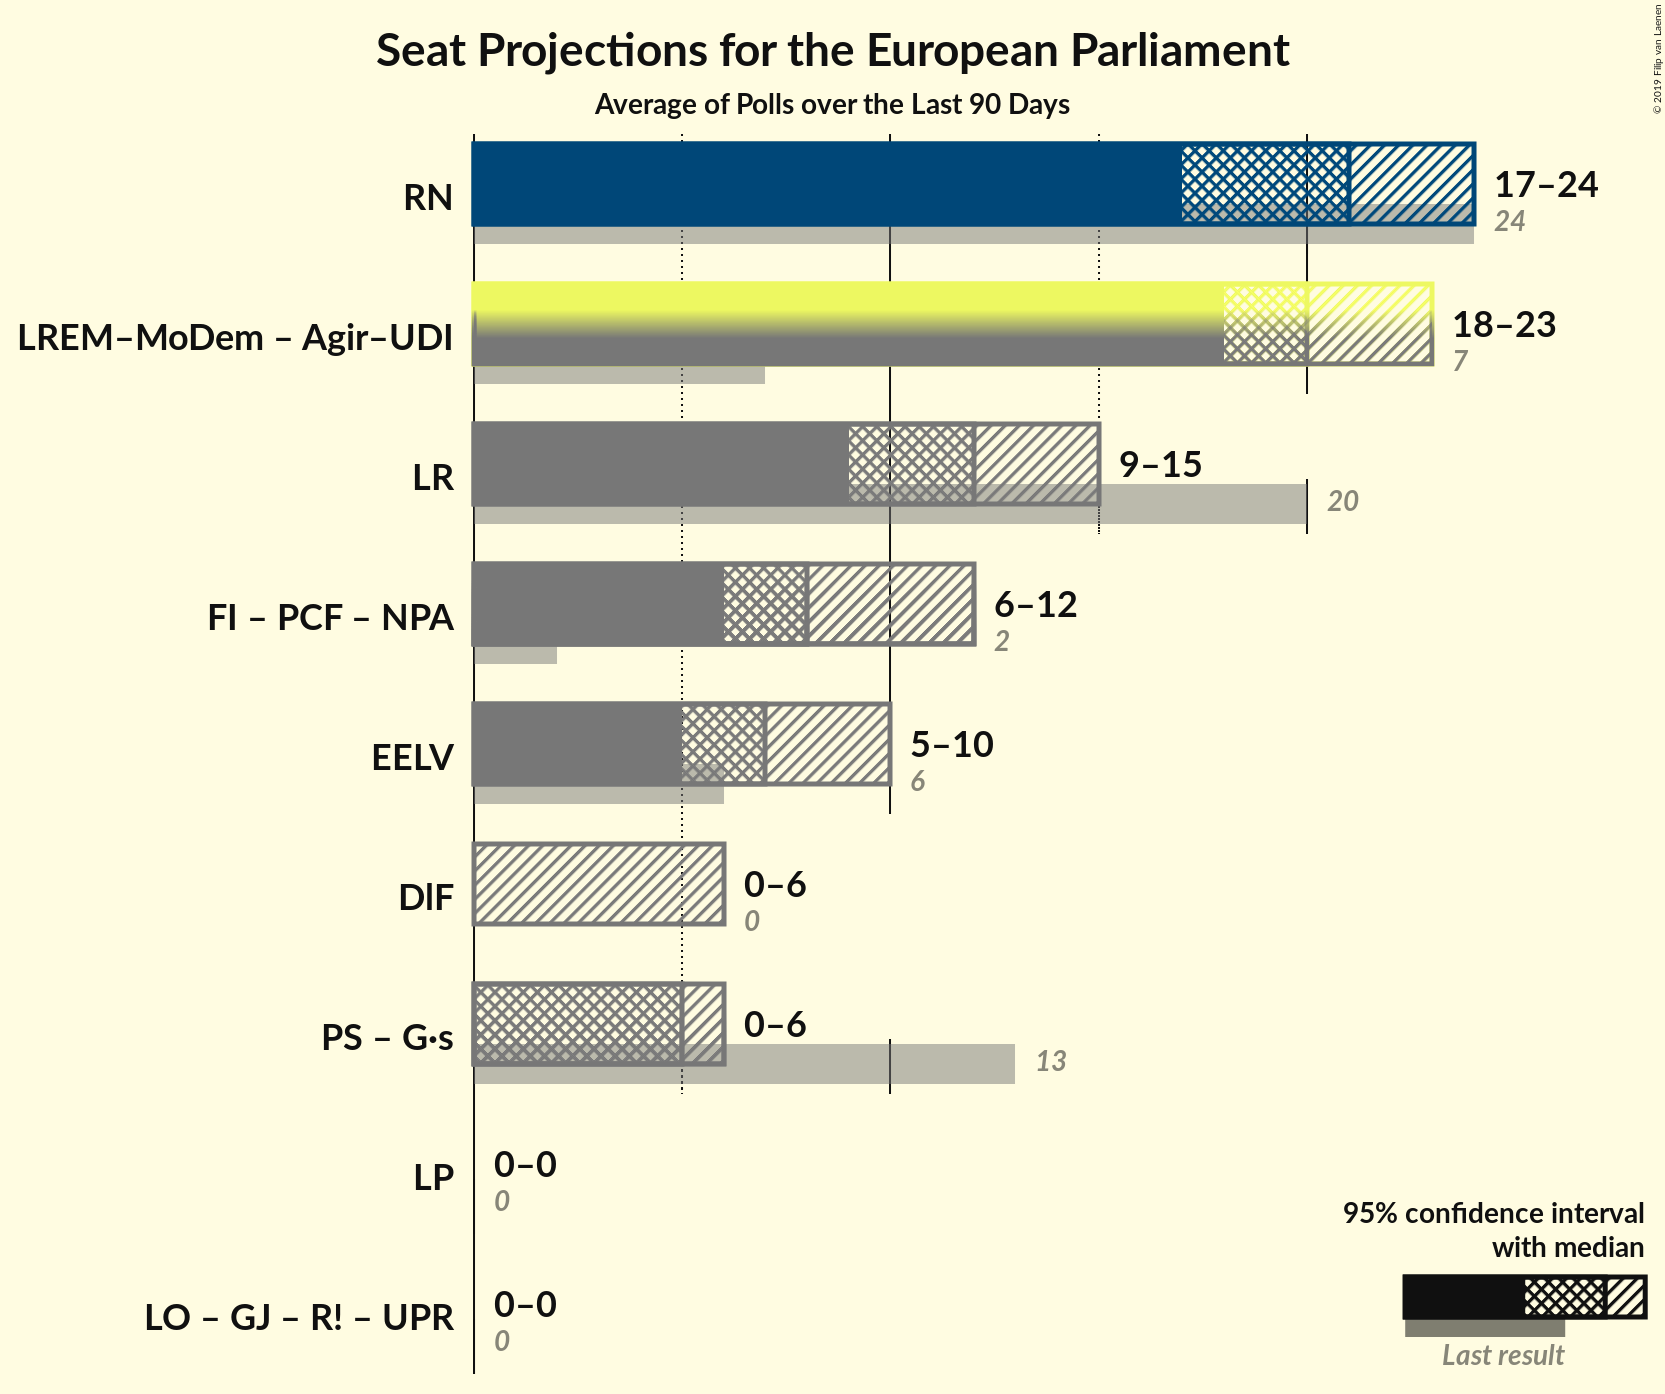 Seat Projections for the European Parliament
Average of Polls over the Last 90 Days
© 2019 Filip van Laenen
RN
17–24
24
LREM–MoDem – Agir–UDI
18–23
7
LR
9–15
20
FI – PCF – NPA
6–12
2
EELV
5–10
6
DlF
0–6
0
PS – G·s
0–6
13
LP
0–0
0
LO – GJ – R! – UPR
0–0
0
95% confidence interval
with median
Last result